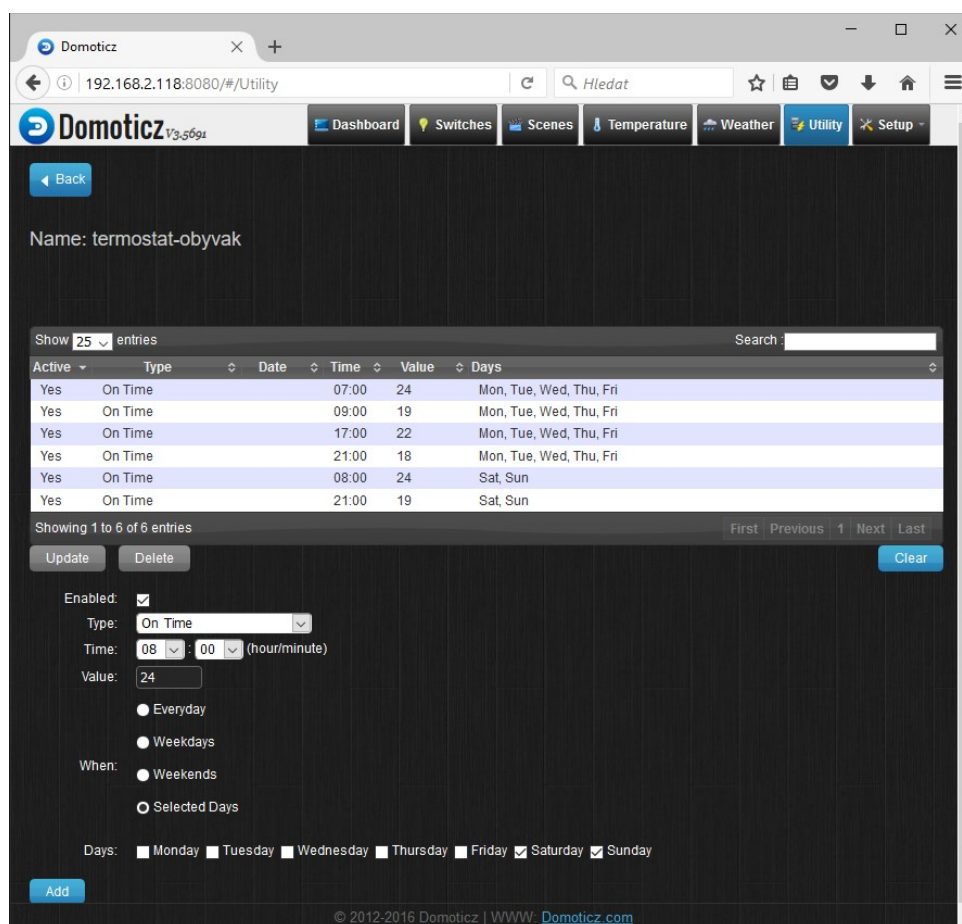 Domoticz
192.168.2.118:8080/#/Utility
Hledat
Domoticz V3.5691
Dashboard Switches Scenes Temperature Weather Utility Setup
Back
Name: termostat-obyvak
Show 25 entries Search :
Active Type Date Time Value Days
Yes On Time 07:00 24 Mon, Tue, Wed, Thu, Fri
Yes On Time 09:00 19 Mon, Tue, Wed, Thu, Fri
Yes On Time 17:00 22 Mon, Tue, Wed, Thu, Fri
Yes On Time 21:00 18 Mon, Tue, Wed, Thu, Fri
Yes On Time 08:00 24 Sat, Sun
Yes On Time 21:00 19 Sat, Sun
Showing 1 to 6 of 6 entries First Previous 1 Next Last
Update Delete Clear
Enabled:
Type: On Time
Time: 08 : 00 (hour/minute)
Value: 24
Everyday
Weekdays
When:
Weekends
Selected Days
Days: Monday Tuesday Wednesday Thursday Friday Saturday Sunday
Add
© 2012-2016 Domoticz | WWW: Domoticz.com